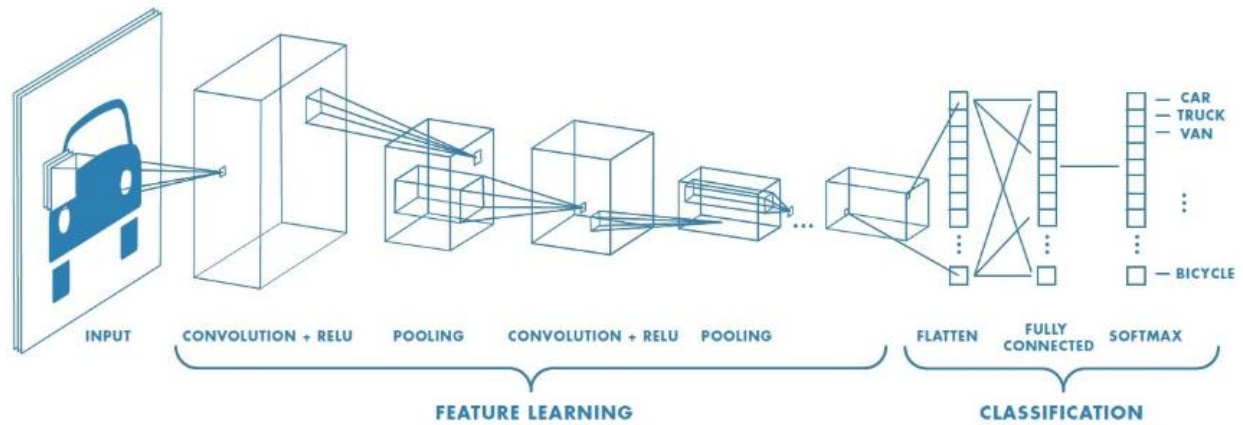 CAR
TRUCK
VAN
BICYCLE
INPUT
CONVOLUTION + RELU
POOLING
CONVOLUTION + RELU
POOLING
FLATTEN
FULLY
CONNECTED
SOFTMAX
FEATURE LEARNING
CLASSIFICATION